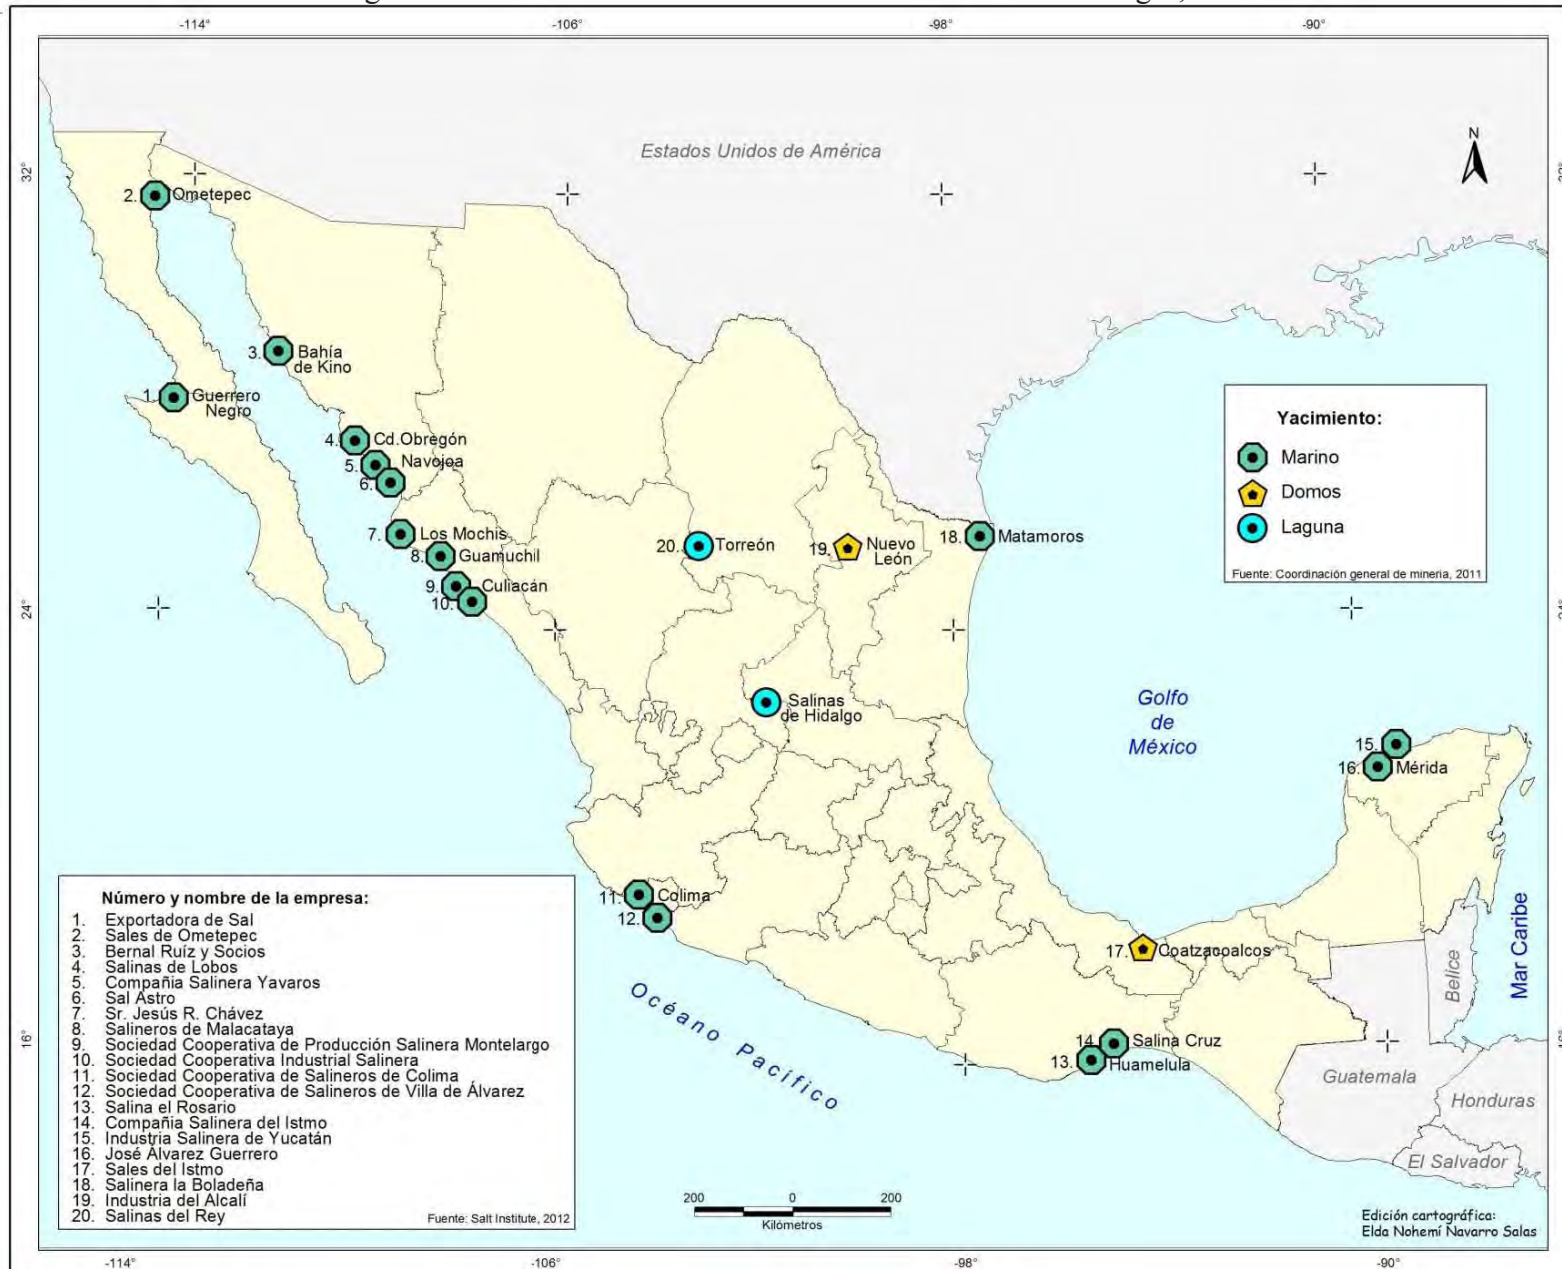 -114°
-106°
-98°
-90°
32°
24°
16°
Estados Unidos de América
N
2. Ometepec
3. Bahía
de Kino
1. Guerrero
Negro
4. Cd.Obregón
5. Navojoa
6.
7. Los Mochis
8. Guamuchil
9. Culiacán
10.
20. Torreón
19. Nuevo
León
18. Matamoros
Salinas
de Hidalgo
Yacimiento:
Marino
Domos
Laguna
Fuente: Coordinación general de mineria, 2011
Golfo
de
México
15.
16. Mérida
11. Colima
12.
17. Coatzacoalcos
14. Salina Cruz
13. Huamelula
Océano Pacífico
Mar Caribe
Belice
Guatemala
Honduras
El Salvador
Número y nombre de la empresa:
1. Exportadora de Sal
2. Sales de Ometepec
3. Bernal Ruíz y Socios
4. Salinas de Lobos
5. Compañia Salinera Yavaros
6. Sal Astro
7. Sr. Jesús R. Chávez
8. Salineros de Malacataya
9. Sociedad Cooperativa de Producción Salinera Montelargo
10. Sociedad Cooperativa Industrial Salinera
11. Sociedad Cooperativa de Salineros de Colima
12. Sociedad Cooperativa de Salineros de Villa de Álvarez
13. Salina el Rosario
14. Compañia Salinera del Istmo
15. Industria Salinera de Yucatán
16. José Álvarez Guerrero
17. Sales del Istmo
18. Salinera la Boladeña
19. Industria del Alcalí
20. Salinas del Rey
Fuente: Salt Institute, 2012
200 0 200
Kilómetros
Edición cartográfica:
Elda Nohemí Navarro Salas
-114°
-106°
-98°
-90°